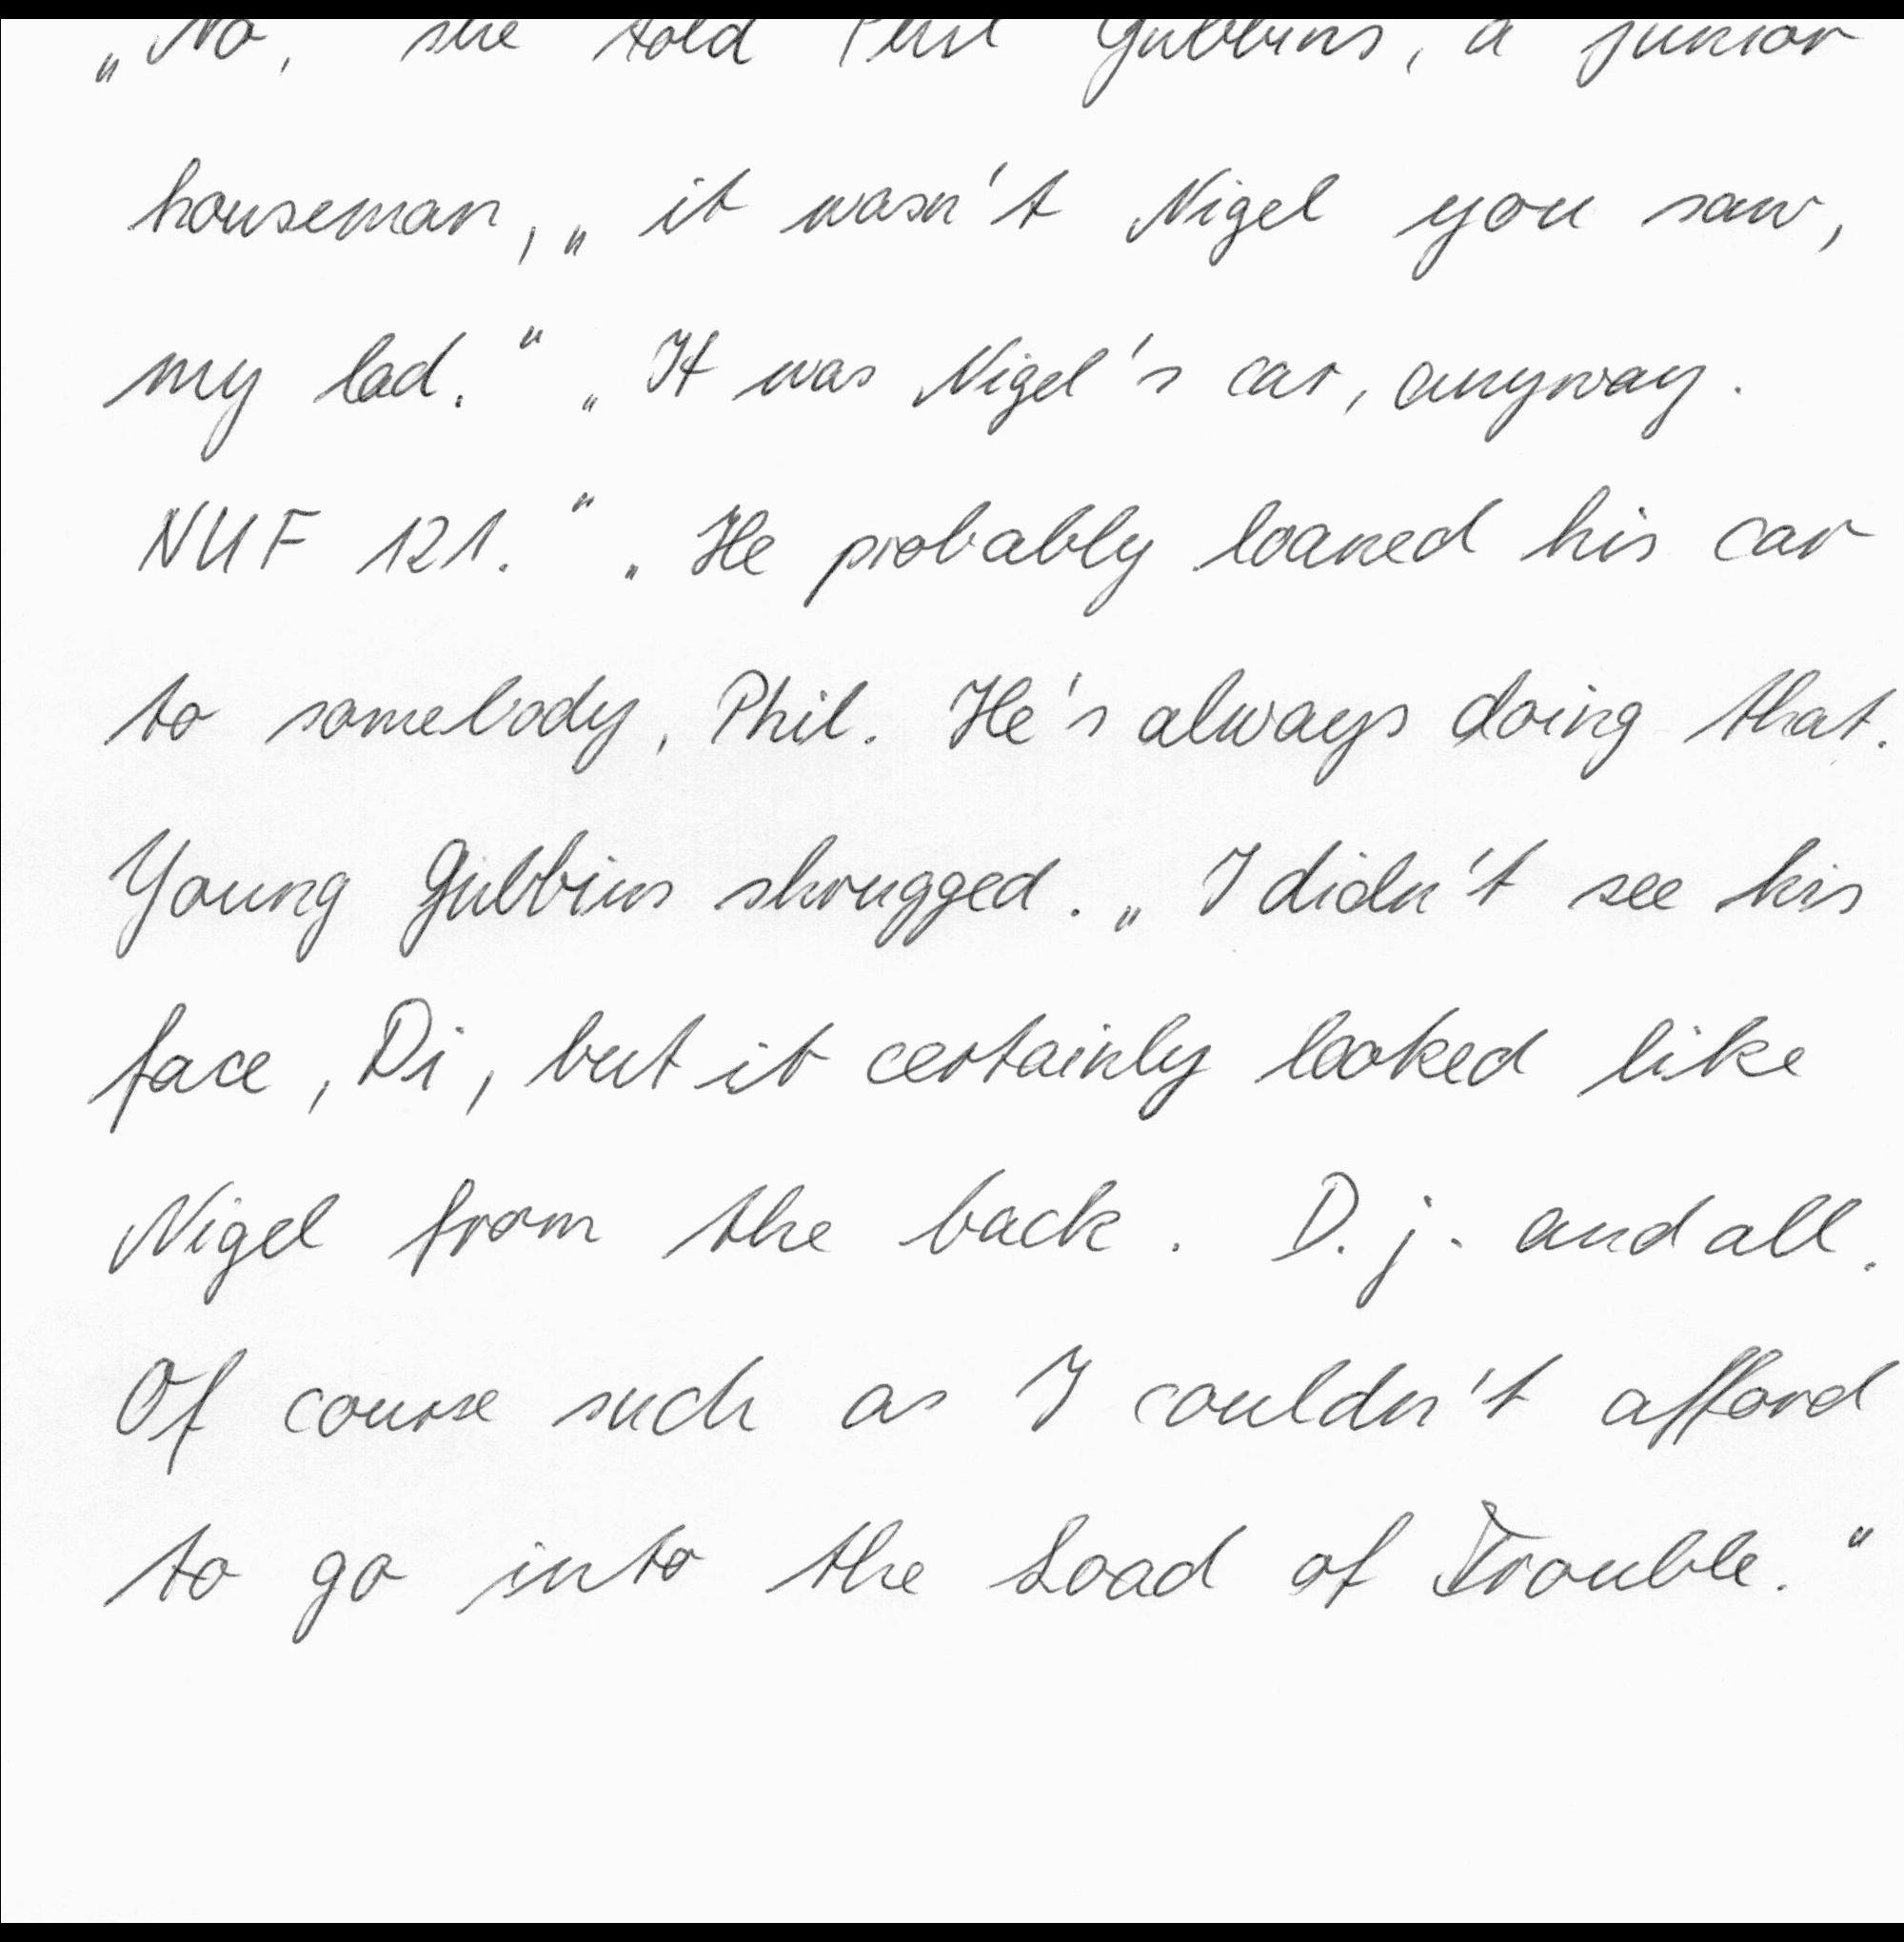 „No, she told Phil Gubbins, a junior
houseman, „it wasn't Nigel you saw,
my lad." „It was Nigel's car, anyway.
NUF 121." „He probably loaned his car
to somebody, Phil. He's always doing that.
Young Gubbins shrugged. „I didn't see his
face, Di, but it certainly looked like
Nigel from the back. D.j. and all.
Of course such as I couldn't afford
to go into the Load of Trouble."